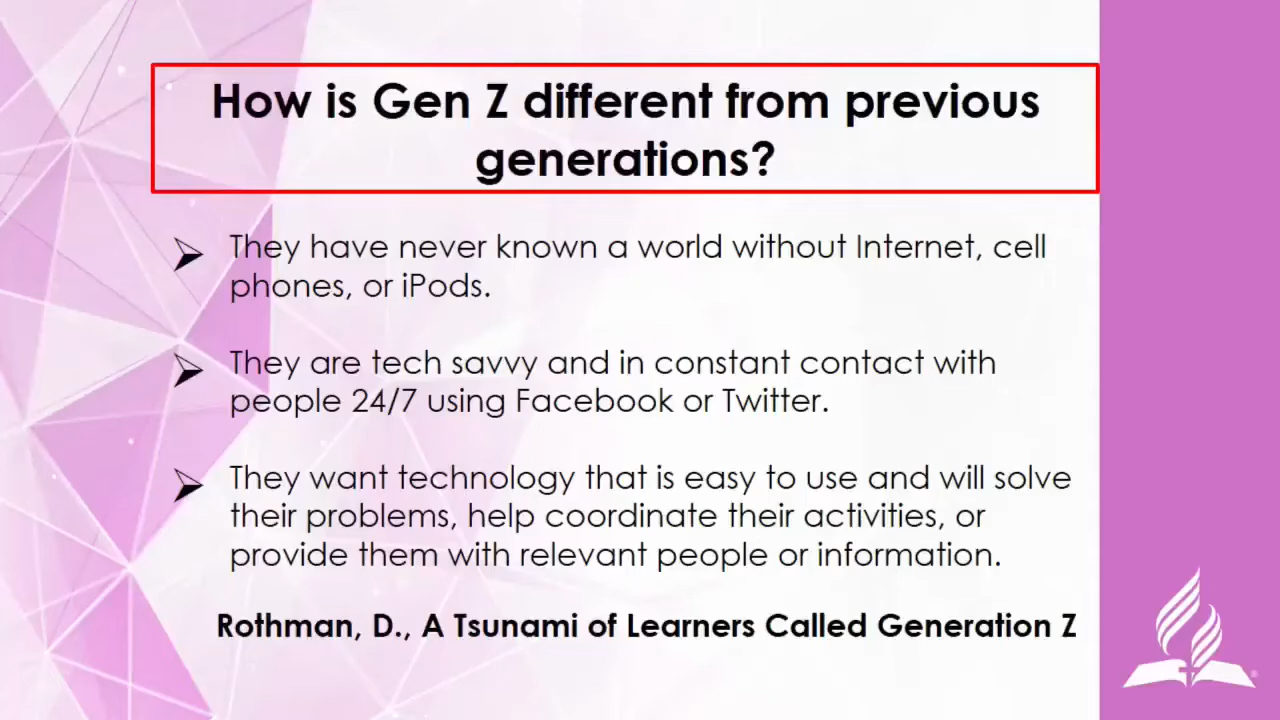 How is Gen Z different from previous
generations?
They have never known a world without Internet, cell
phones, or iPods.
They are tech savvy and in constant contact with
people 24/7 using Facebook or Twitter.
They want technology that is easy to use and will solve
their problems, help coordinate their activities, or
provide them with relevant people or information.
Rothman, D., A Tsunami of Learners Called Generation Z